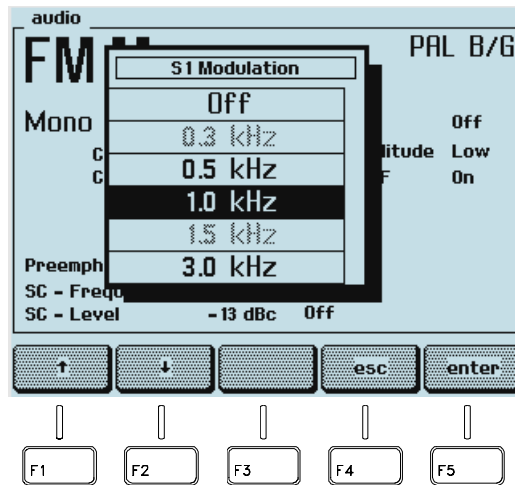 audio
FM PAL B/G
S1 Modulation
Off
Mono Off
0.3 kHz
C litude Low
0.5 kHz
C F On
1.0 kHz
1.5 kHz
Preemph
3.0 kHz
SC - Frequ
SC - Level -13 dBc Off
↑ ↓ esc enter
F1 F2 F3 F4 F5